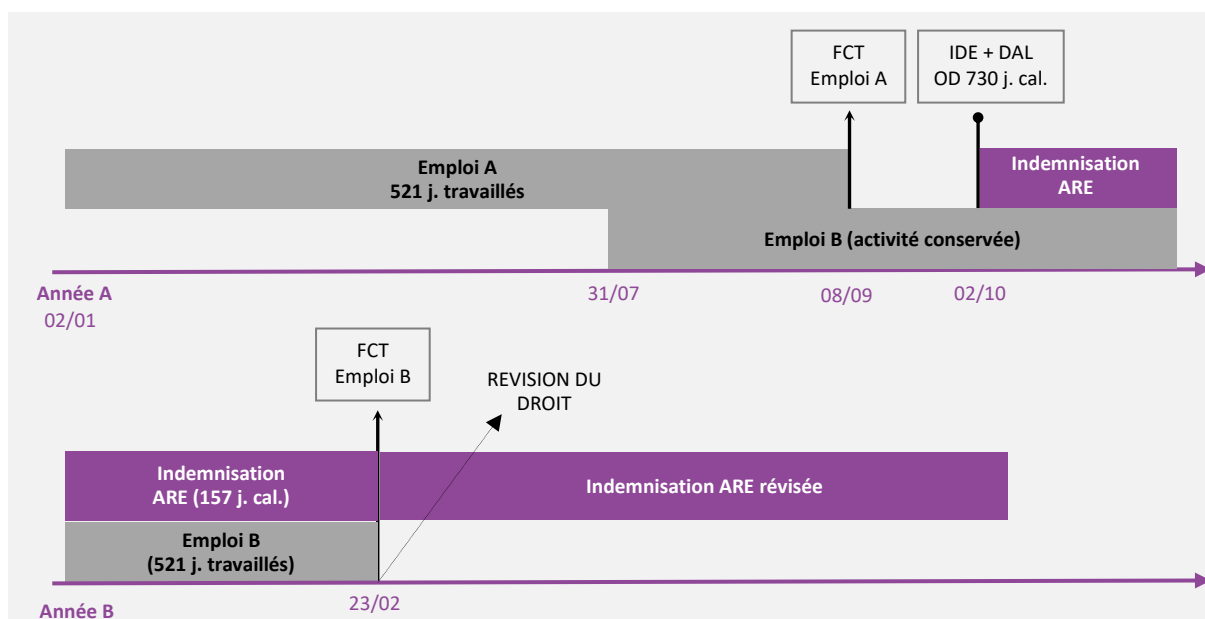 FCT
Emploi A
IDE + DAL
OD 730 j. cal.
Emploi A
521 j. travaillés
Indemnisation
ARE
Emploi B (activité conservée)
Année A
02/01
31/07
08/09
02/10
FCT
Emploi B
REVISION DU
DROIT
Indemnisation
ARE (157 j. cal.)
Indemnisation ARE révisée
Emploi B
(521 j. travaillés)
Année B
23/02